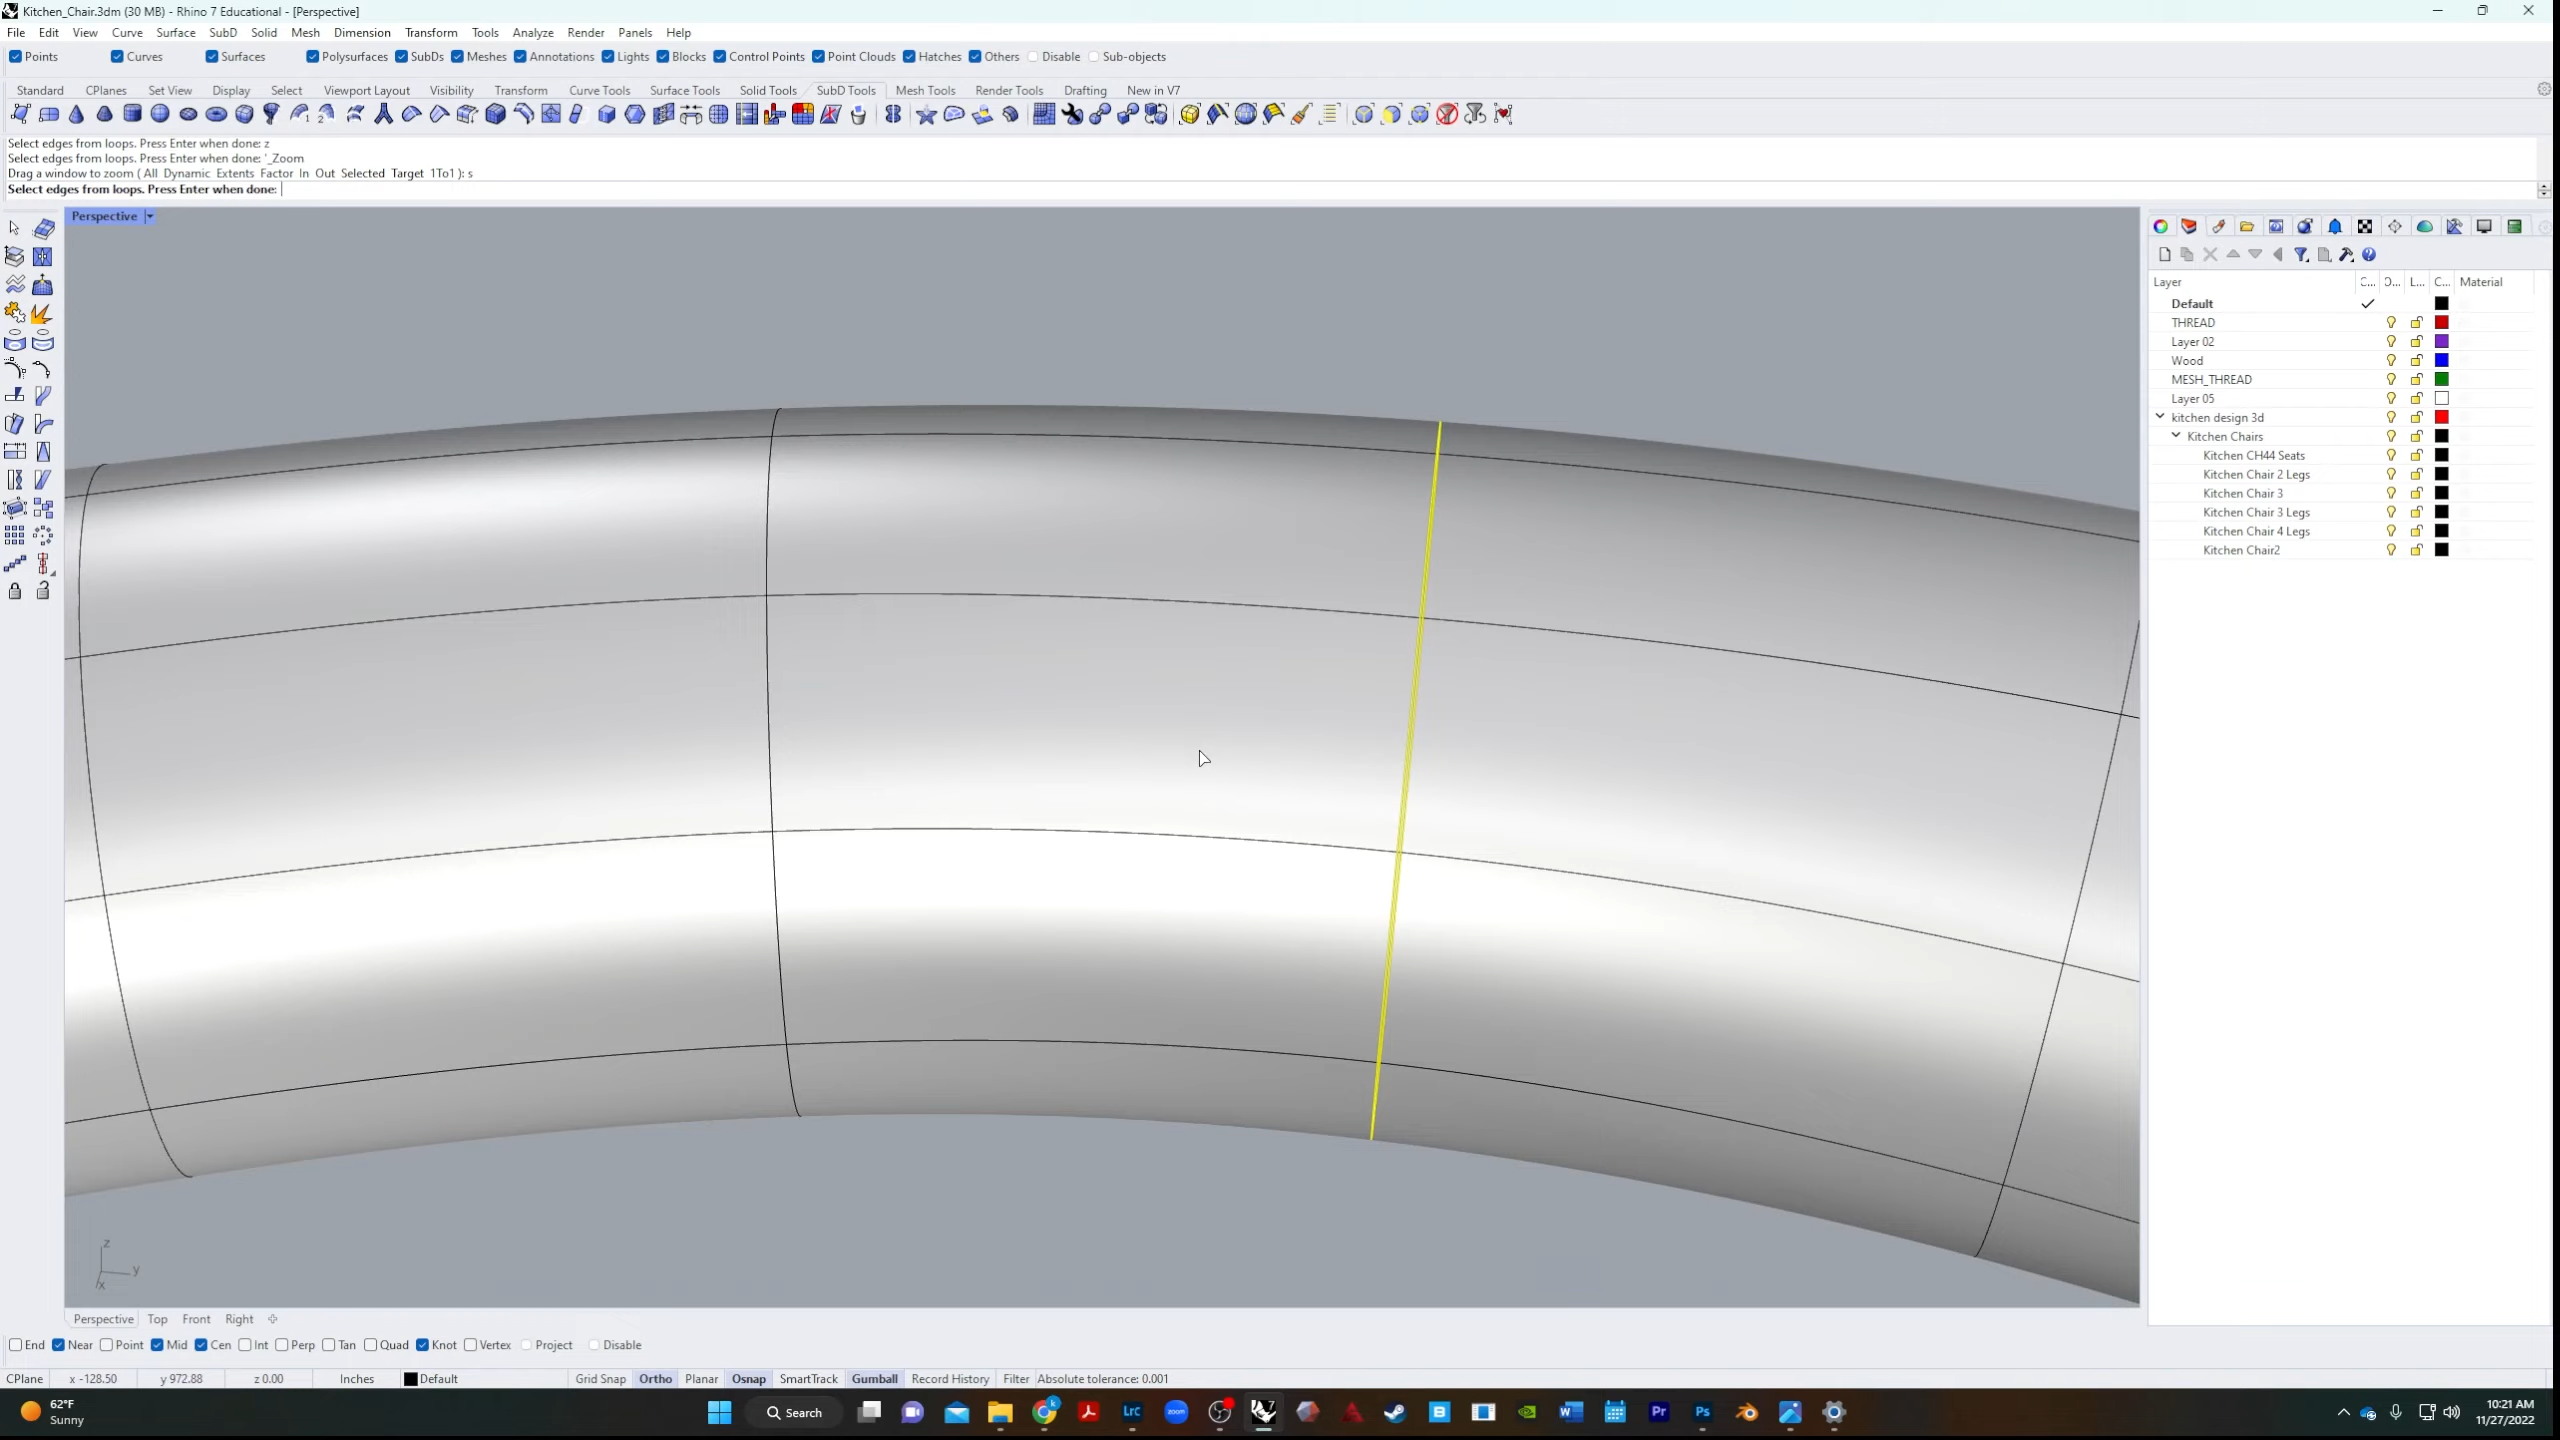 Kitchen_Chair.3dm (30 MB) - Rhino 7 Educational - [Perspective]
File Edit View Curve Surface SubD Solid Mesh Dimension Transform Tools Analyze Render Panels Help
Points Curves Surfaces Polysurfaces SubDs Meshes Annotations Lights Blocks Control Points Point Clouds Hatches Others Disable Sub-objects
Standard CPlanes Set View Display Select Viewport Layout Visibility Transform Curve Tools Surface Tools Solid Tools SubD Tools Mesh Tools Render Tools Drafting New in V7
Select edges from loops. Press Enter when done: z
Select edges from loops. Press Enter when done: '_Zoom
Drag a window to zoom ( All Dynamic Extents Factor In Out Selected Target 1To1 ): s
Select edges from loops. Press Enter when done:
Perspective
Layer C... O... L... C... Material
Default
THREAD
Layer 02
Wood
MESH_THREAD
Layer 05
kitchen design 3d
Kitchen Chairs
Kitchen CH44 Seats
Kitchen Chair 2 Legs
Kitchen Chair 3
Kitchen Chair 3 Legs
Kitchen Chair 4 Legs
Kitchen Chair2
z
y
x
Perspective Top Front Right
End Near Point Mid Cen Int Perp Tan Quad Knot Vertex Project Disable
CPlane x -128.50 y 972.88 z 0.00 Inches Default Grid Snap Ortho Planar Osnap SmartTrack Gumball Record History Filter Absolute tolerance: 0.001
62°F
Sunny
Search
Lrc
zoom
7
B
W
Pr
Ps
10:21 AM
11/27/2022